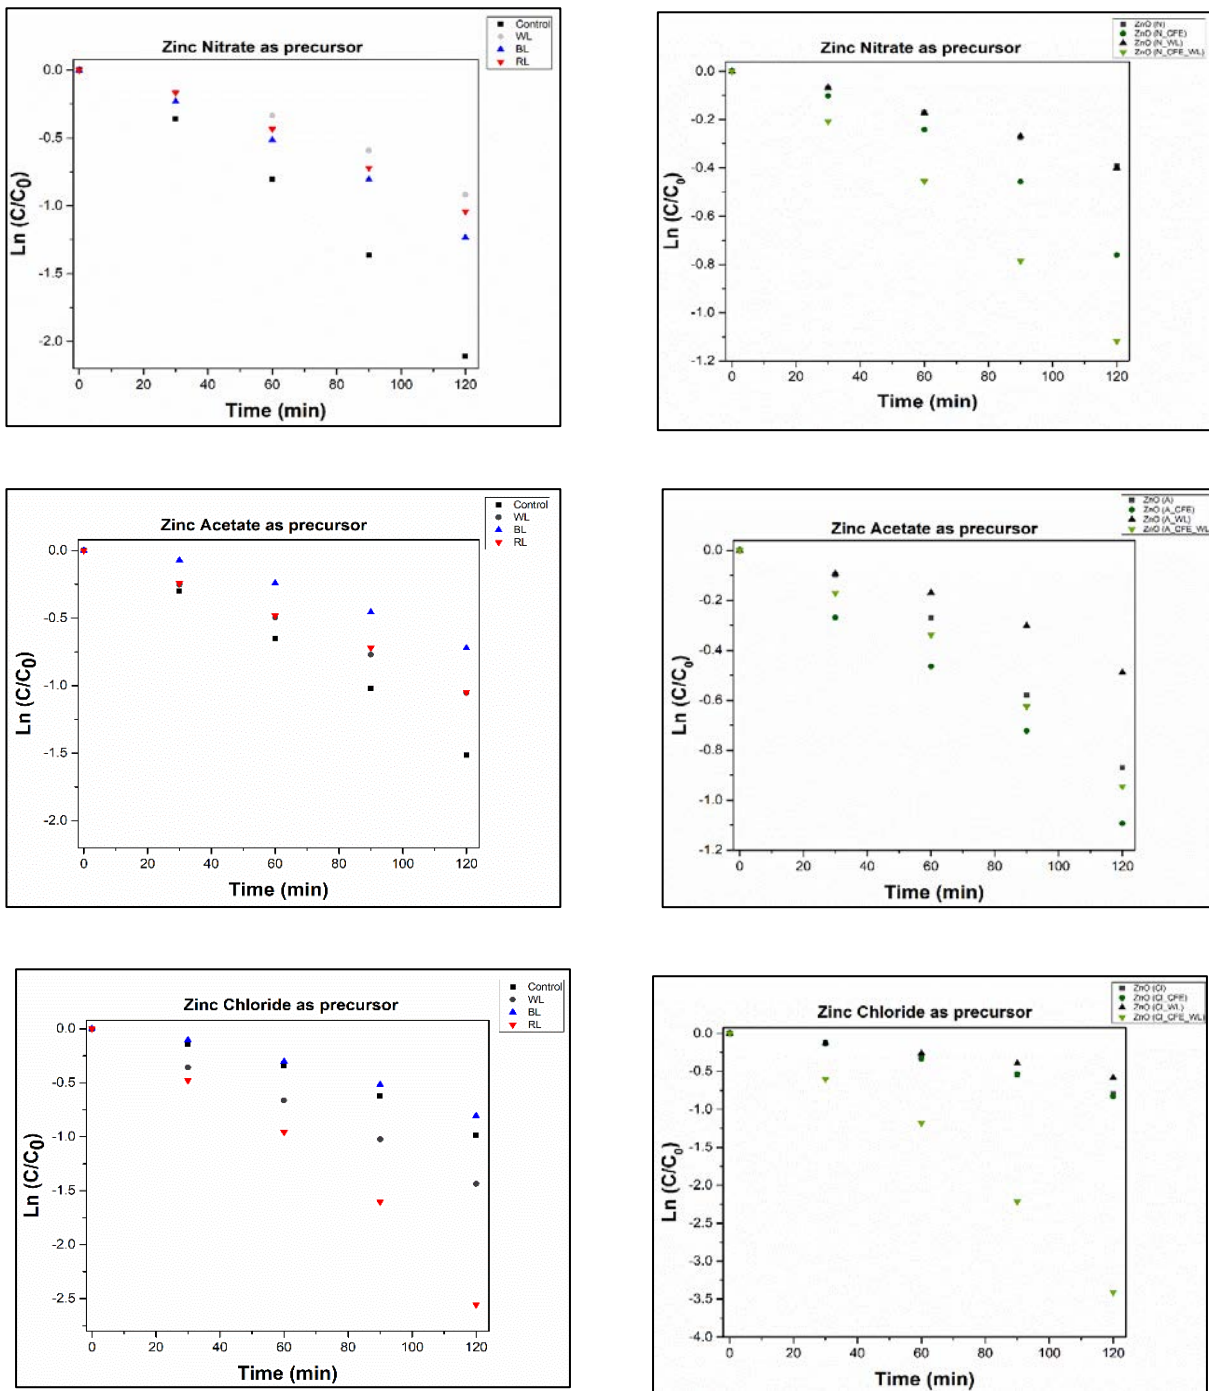 Control
WL
BL
RL
Zinc Nitrate as precursor
0.0
-0.5
-1.0
-1.5
-2.0
Ln (C/C0)
0 20 40 60 80 100 120
Time (min)
ZnO (N)
ZnO (N_CFE)
ZnO (N_WL)
ZnO (N_CFE_WL)
Zinc Nitrate as precursor
0.0
-0.2
-0.4
-0.6
-0.8
-1.0
-1.2
Ln (C/C0)
0 20 40 60 80 100 120
Time (min)
Control
WL
BL
RL
Zinc Acetate as precursor
0.0
-0.5
-1.0
-1.5
-2.0
Ln (C/C0)
0 20 40 60 80 100 120
Time (min)
ZnO (A)
ZnO (A_CFE)
ZnO (A_WL)
ZnO (A_CFE_WL)
Zinc Acetate as precursor
0.0
-0.2
-0.4
-0.6
-0.8
-1.0
-1.2
Ln (C/C0)
0 20 40 60 80 100 120
Time (min)
Control
WL
BL
RL
Zinc Chloride as precursor
0.0
-0.5
-1.0
-1.5
-2.0
-2.5
Ln (C/C0)
0 20 40 60 80 100 120
Time (min)
ZnO (Cl)
ZnO (Cl_CFE)
ZnO (Cl_WL)
ZnO (Cl_CFE_WL)
Zinc Chloride as precursor
0.0
-0.5
-1.0
-1.5
-2.0
-2.5
-3.0
-3.5
-4.0
Ln (C/C0)
0 20 40 60 80 100 120
Time (min)